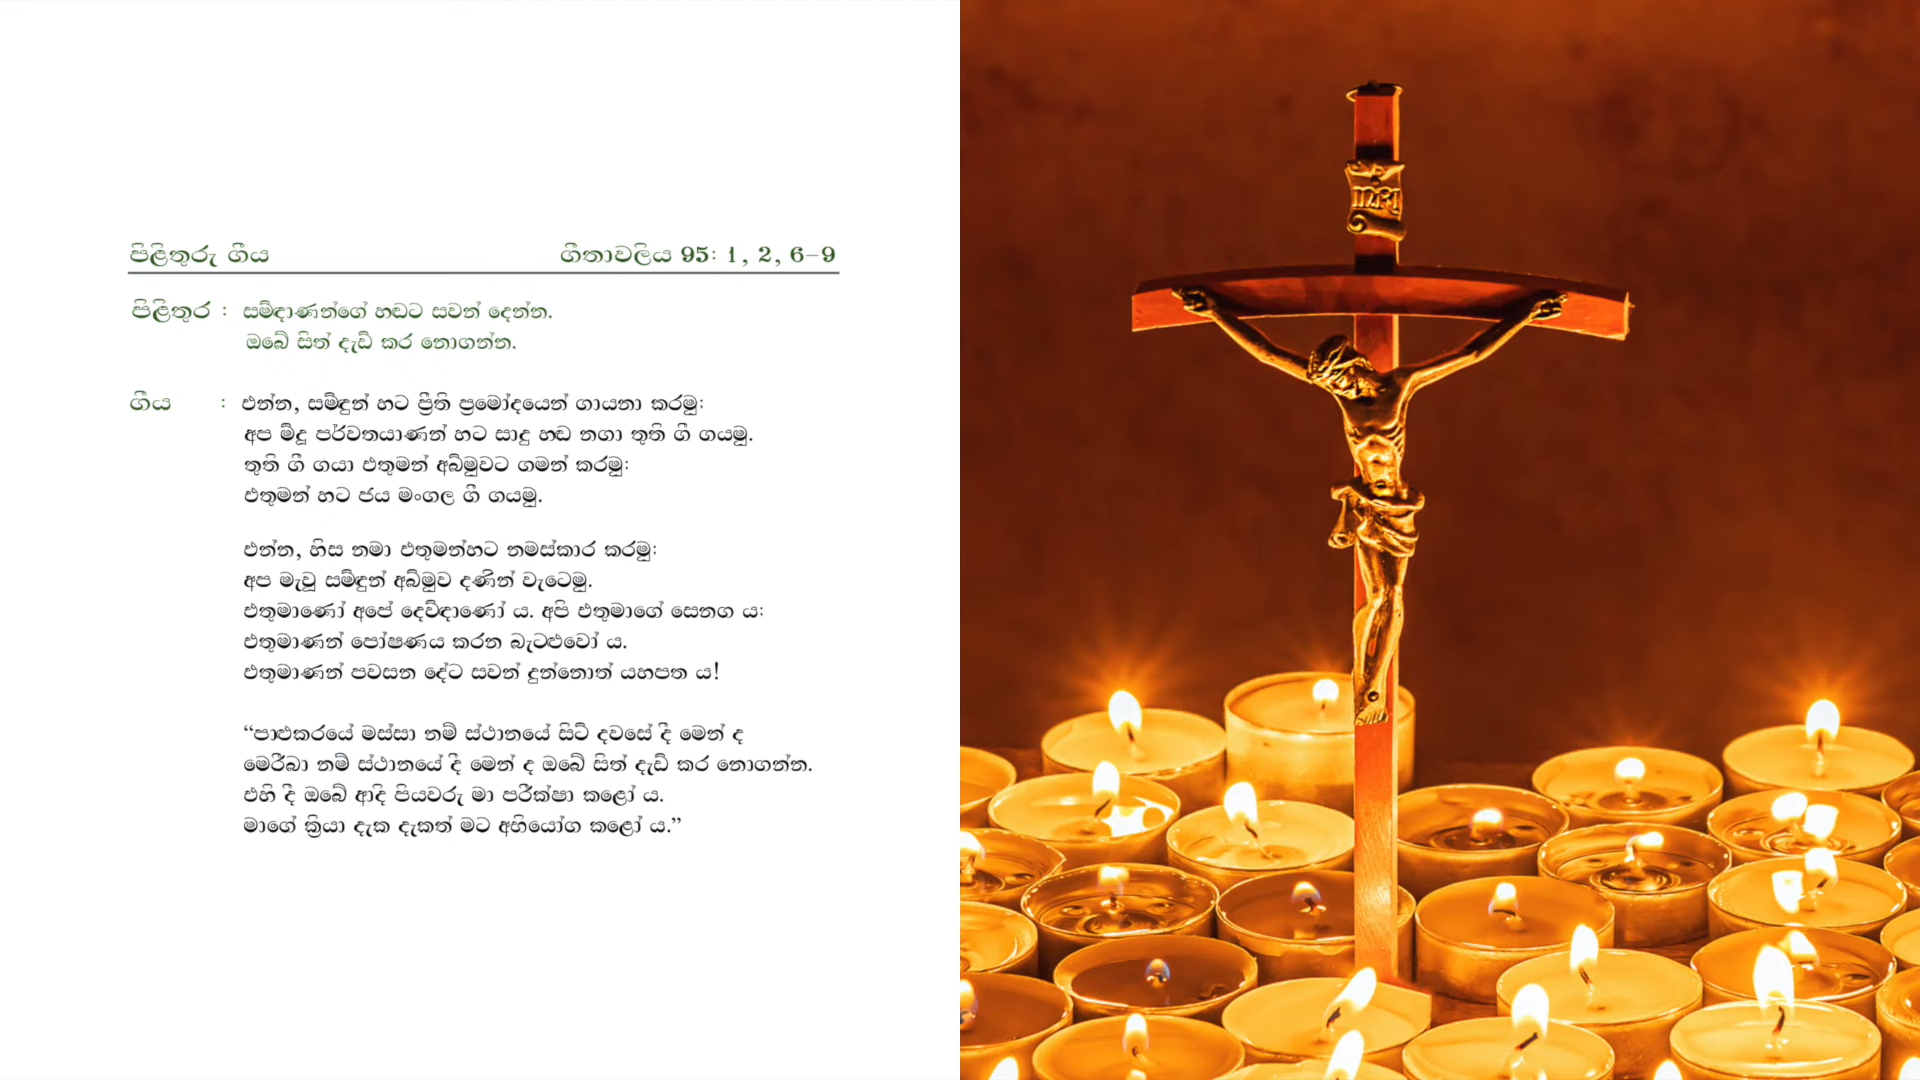 පිළිතුරු ගීය ගීතාවලිය 95: 1, 2, 6-9
පිළිතුර : සමිඳාණන්ගේ හඬට සවන් දෙන්න.
ඔබේ සිත් දැඩි කර නොගන්න.
ගීය : එන්න, සමිඳුන් හට ප්‍රීති ප්‍රමෝදයෙන් ගායනා කරමු:
අප මිදූ පර්වතයාණන් හට සාදු හඬ නගා තුති ගී ගයමු.
තුති ගී ගයා එතුමන් අබිමුවට ගමන් කරමු:
එතුමන් හට ජය මංගල ගී ගයමු.
එන්න, හිස නමා එතුමන්හට නමස්කාර කරමු:
අප මැවූ සමිඳුන් අබිමුව දණින් වැටෙමු.
එතුමාණෝ අපේ දෙවිඳාණෝ ය. අපි එතුමාගේ සෙනග ය:
එතුමාණන් පෝෂණය කරන බැටළුවෝ ය.
එතුමාණන් පවසන දේට සවන් දුන්නොත් යහපත ය!
“පාළුකරයේ මස්සා නම් ස්ථානයේ සිටි දවසේ දී මෙන් ද
මෙරීබා නම් ස්ථානයේ දී මෙන් ද ඔබේ සිත් දැඩි කර නොගන්න.
එහි දී ඔබේ ආදි පියවරු මා පරීක්ෂා කළෝ ය.
මාගේ ක්‍රියා දැක දැකත් මට අභියෝග කළෝ ය.”